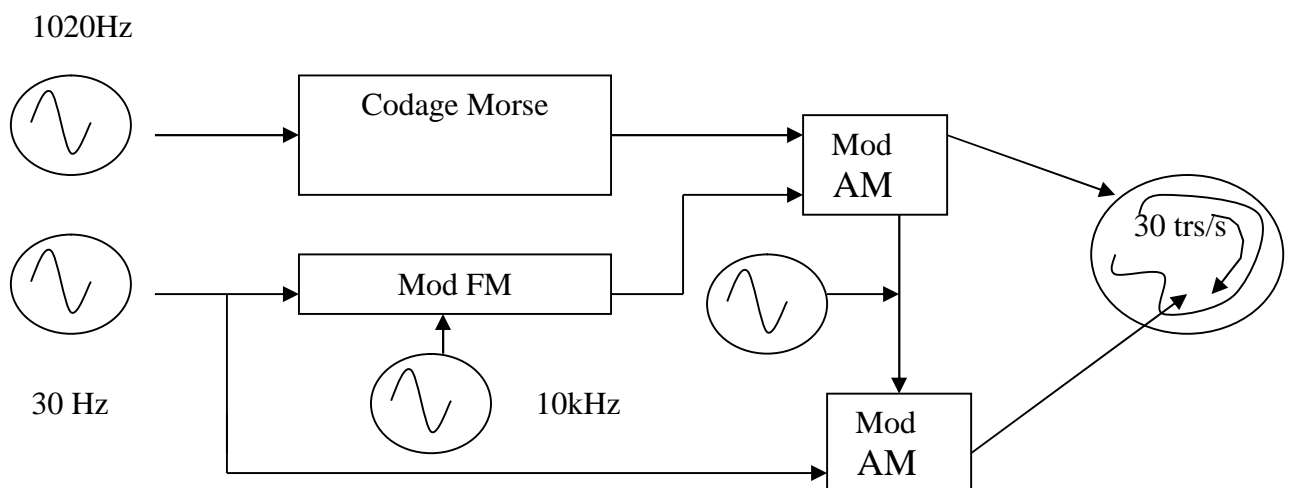 1020Hz
Codage Morse
Mod
AM
30 trs/s
Mod FM
30 Hz
10kHz
Mod
AM